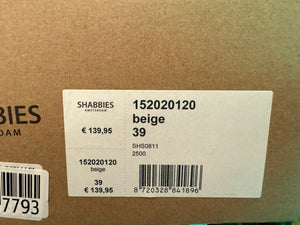 SHABBIES
AMSTERDAM
€ 139,95
152020120
beige
39
€ 139,95
152020120
beige
39
SHS0811
2500
8 720328 841896
BIES
DAM
7793